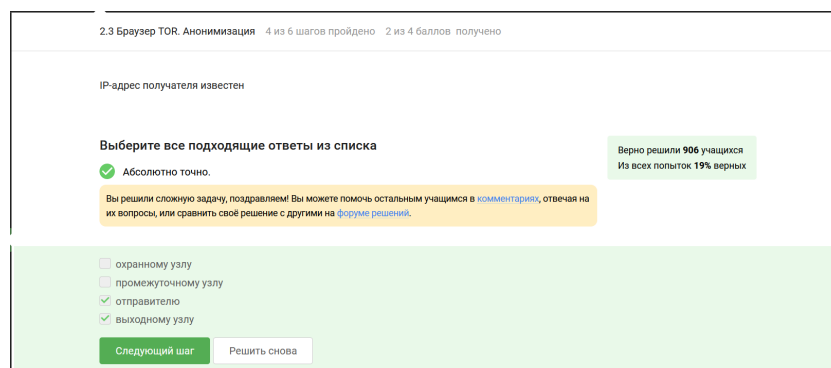 2.3 Браузер TOR. Анонимизация 4 из 6 шагов пройдено 2 из 4 баллов получено
IP-адрес получателя известен
Выберите все подходящие ответы из списка
Абсолютно точно.
Верно решили 906 учащихся
Из всех попыток 19% верных
Вы решили сложную задачу, поздравляем! Вы можете помочь остальным учащимся в комментариях, отвечая на
их вопросы, или сравнить своё решение с другими на форуме решений.
охранному узлу
промежуточному узлу
отправителю
выходному узлу
Следующий шаг Решить снова